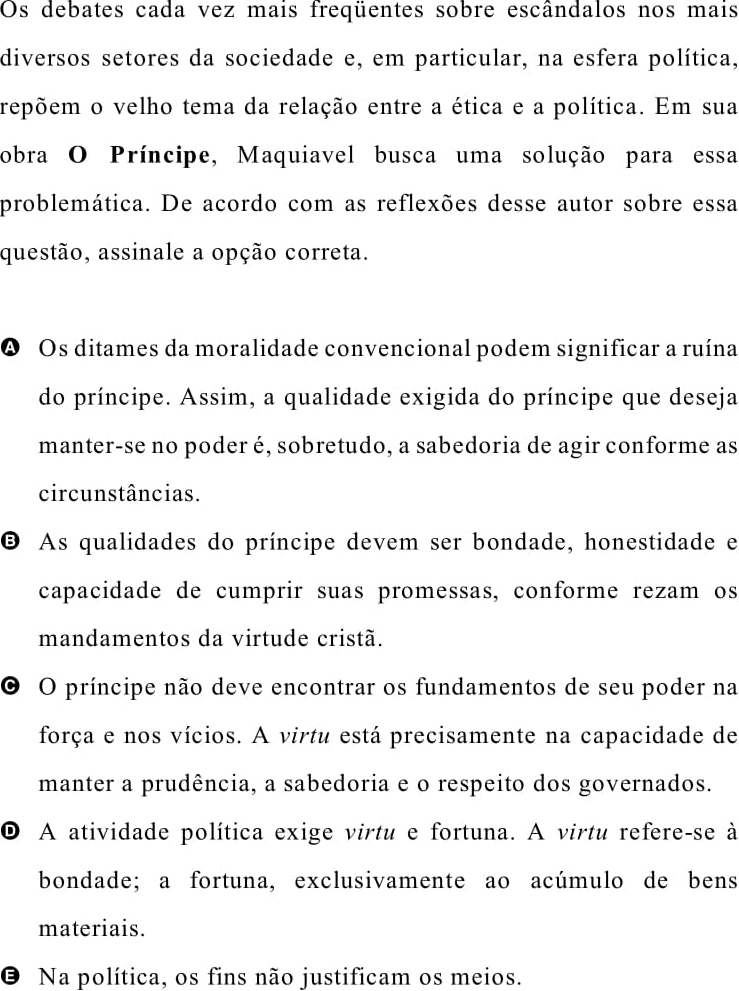 Os debates cada vez mais freqüentes sobre escândalos nos mais
diversos setores da sociedade e, em particular, na esfera política,
repõem o velho tema da relação entre a ética e a política. Em sua
obra O Príncipe, Maquiavel busca uma solução para essa
problemática. De acordo com as reflexões desse autor sobre essa
questão, assinale a opção correta.
A Os ditames da moralidade convencional podem significar a ruína
do príncipe. Assim, a qualidade exigida do príncipe que deseja
manter-se no poder é, sobretudo, a sabedoria de agir conforme as
circunstâncias.
B As qualidades do príncipe devem ser bondade, honestidade e
capacidade de cumprir suas promessas, conforme rezam os
mandamentos da virtude cristã.
C O príncipe não deve encontrar os fundamentos de seu poder na
força e nos vícios. A virtu está precisamente na capacidade de
manter a prudência, a sabedoria e o respeito dos governados.
D A atividade política exige virtu e fortuna. A virtu refere-se à
bondade; a fortuna, exclusivamente ao acúmulo de bens
materiais.
E Na política, os fins não justificam os meios.